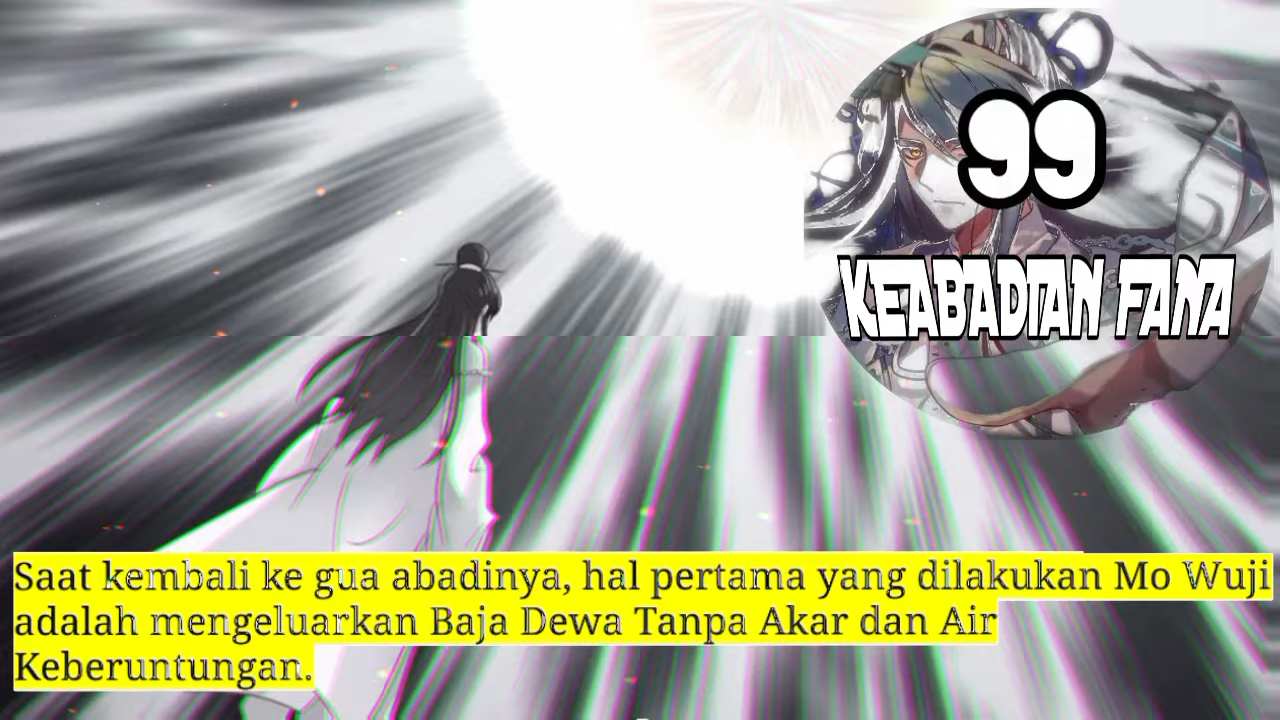 99
KEABADIAN FANA
Saat kembali ke gua abadinya, hal pertama yang dilakukan Mo Wuji
adalah mengeluarkan Baja Dewa Tanpa Akar dan Air
Keberuntungan.